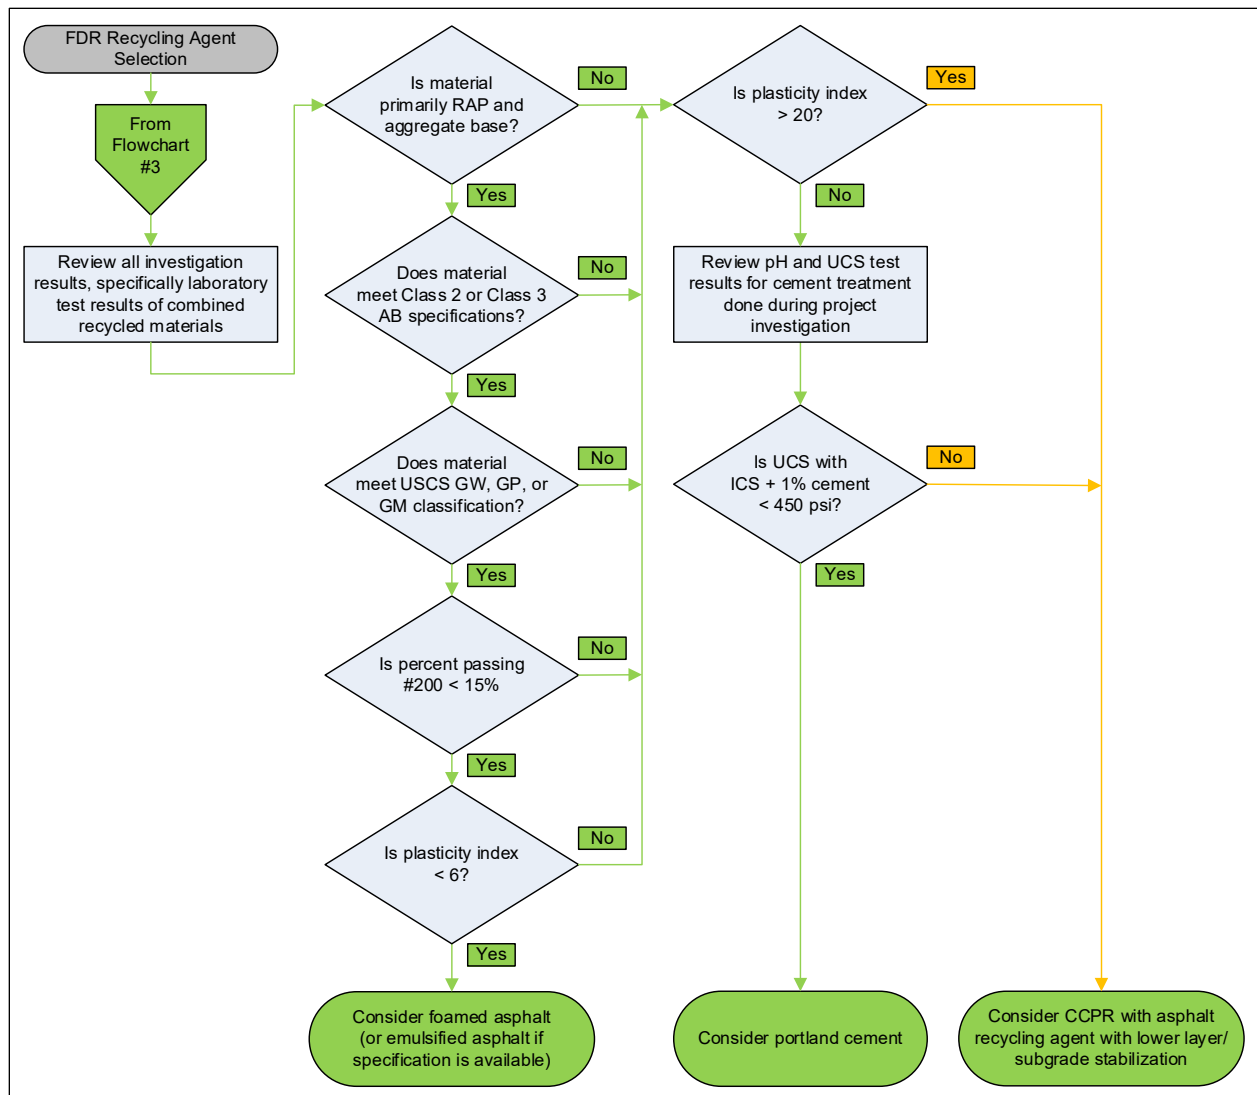 FDR Recycling Agent
Selection
From
Flowchart
#3
Review all investigation
results, specifically laboratory
test results of combined
recycled materials
Is material
primarily RAP and
aggregate base?
No
Yes
Does material
meet Class 2 or Class 3
AB specifications?
No
Yes
Does material
meet USCS GW, GP, or
GM classification?
No
Yes
Is percent passing
#200 < 15%
No
Yes
Is plasticity index
< 6?
No
Yes
Consider foamed asphalt
(or emulsified asphalt if
specification is available)
Is plasticity index
> 20?
Yes
No
Review pH and UCS test
results for cement treatment
done during project
investigation
Is UCS with
ICS + 1% cement
< 450 psi?
No
Yes
Consider portland cement
Consider CCPR with asphalt
recycling agent with lower layer/
subgrade stabilization